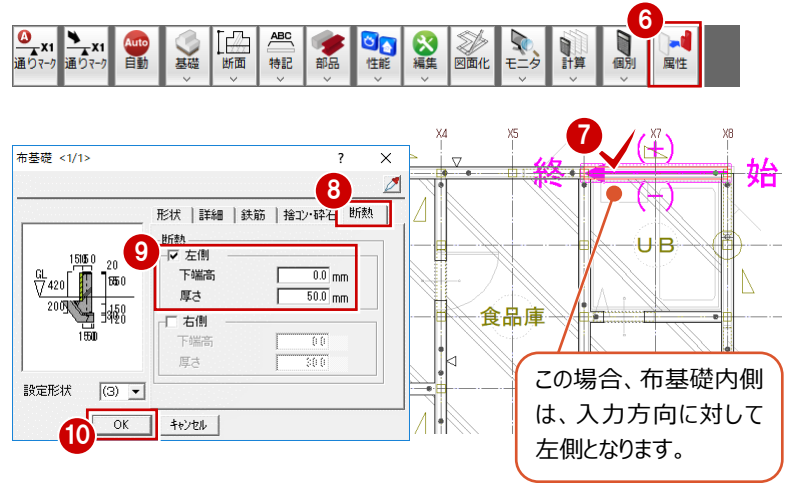 6
A X1
通りマーク
X1
通りマーク
Auto
自動
基礎
断面
ABC
特記
部品
性能
編集
図面化
モニタ
計算
個別
属性
布基礎 <1/1>
? ×
8
形状 詳細 鉄筋 捨コン・砕石 断熱
断熱
9
左側
下端高 0.0 mm
厚さ 50.0 mm
右側
下端高 0.0
厚さ 30.0
GL
420
200
20
設定形状 (3)
10
OK キャンセル
X4 X5 7 X7 X8
終 (+) 始
(−)
UB
食品庫
この場合、布基礎内側
は、入力方向に対して
左側となります。